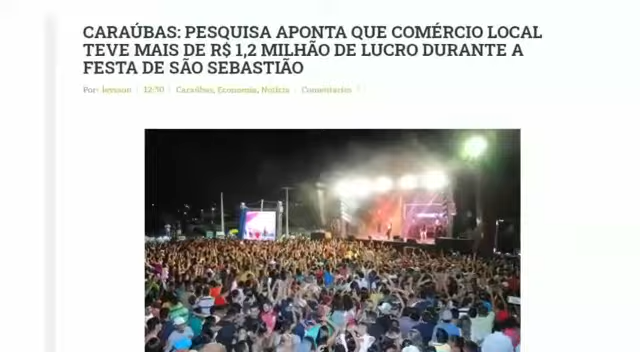 CARAÚBAS: PESQUISA APONTA QUE COMÉRCIO LOCAL
TEVE MAIS DE R$ 1,2 MILHÃO DE LUCRO DURANTE A
FESTA DE SÃO SEBASTIÃO
Por: 12:30 Caraúbas, Economia, Notícia Comentários